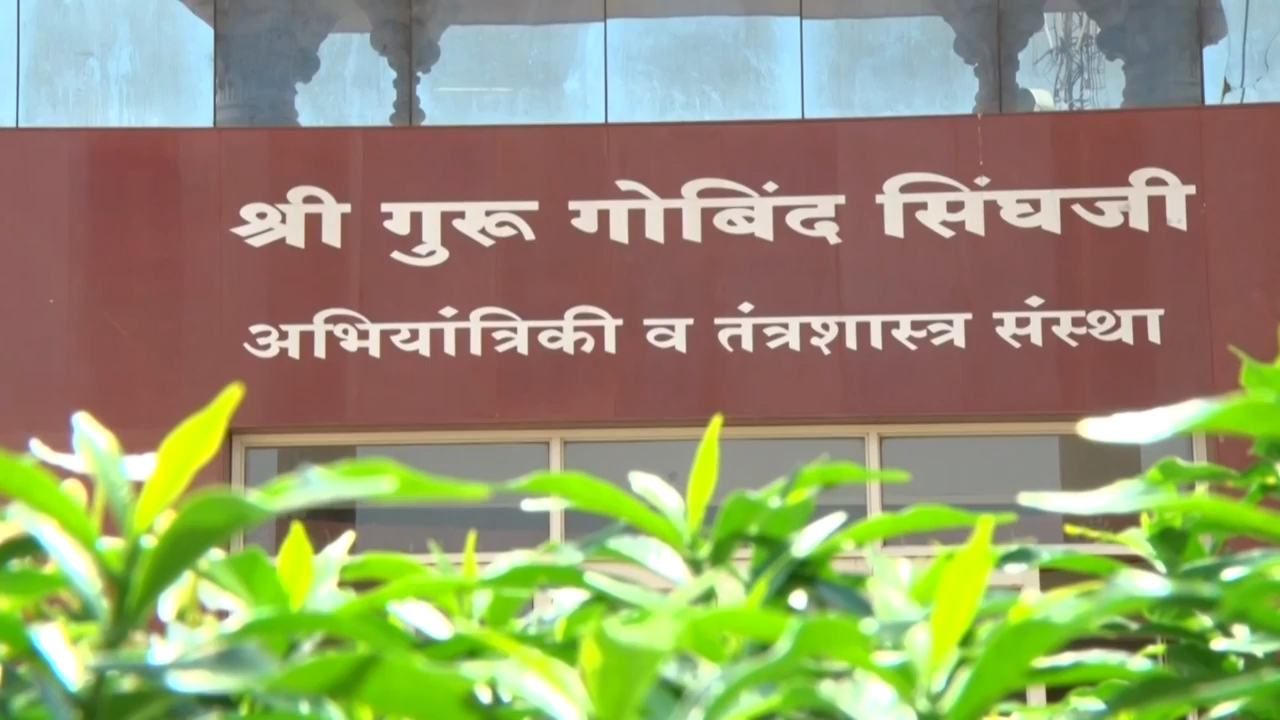 श्री गुरू गोबिंद सिंघजी
अभियांत्रिकी व तंत्रशास्त्र संस्था